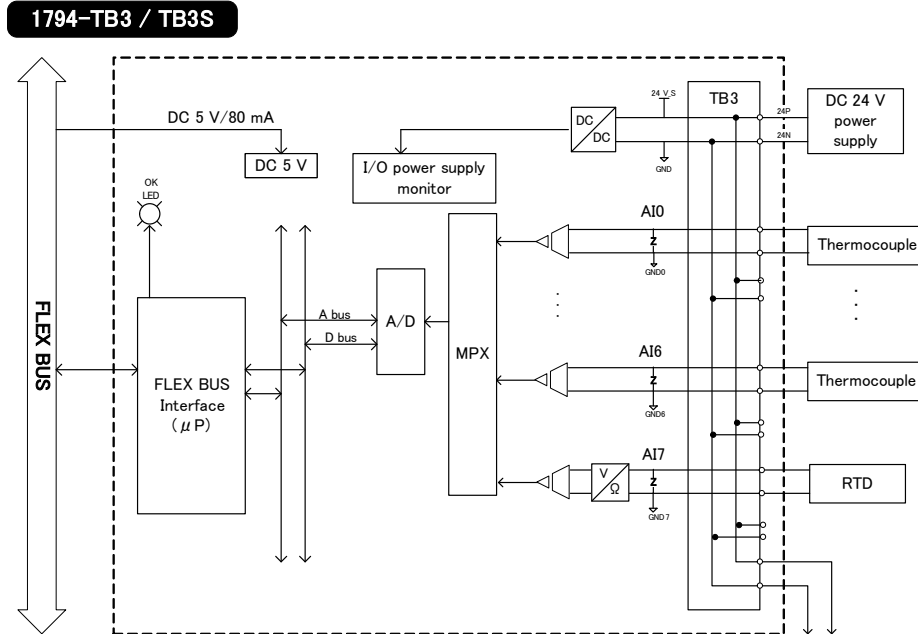 1794-TB3 / TB3S
FLEX BUS
DC 5 V/80 mA
DC 5 V
OK
LED
I/O power supply
monitor
DC
DC
24 V_S
GND
TB3
24P
24N
DC 24 V
power
supply
AI0
GND0
Thermocouple
A bus
D bus
A/D
MPX
FLEX BUS
Interface
(μP)
AI6
GND6
Thermocouple
AI7
V
Ω
GND7
RTD